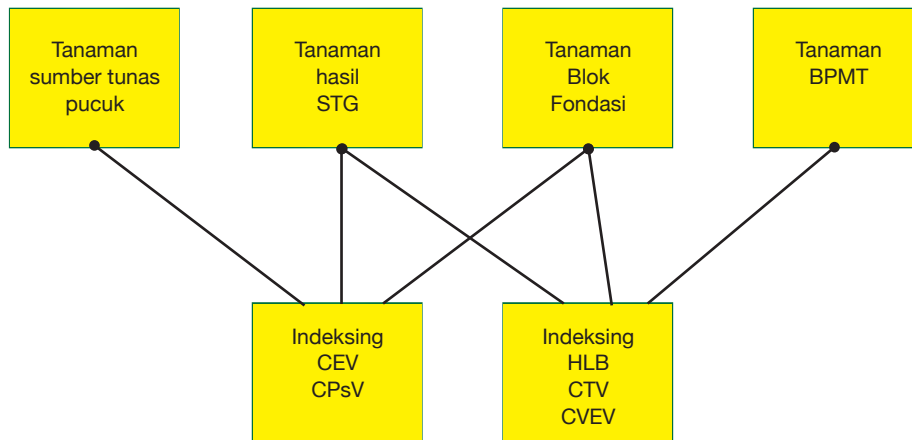 Tanaman
sumber tunas
pucuk
Tanaman
hasil
STG
Tanaman
Blok
Fondasi
Tanaman
BPMT
Indeksing
CEV
CPsV
Indeksing
HLB
CTV
CVEV